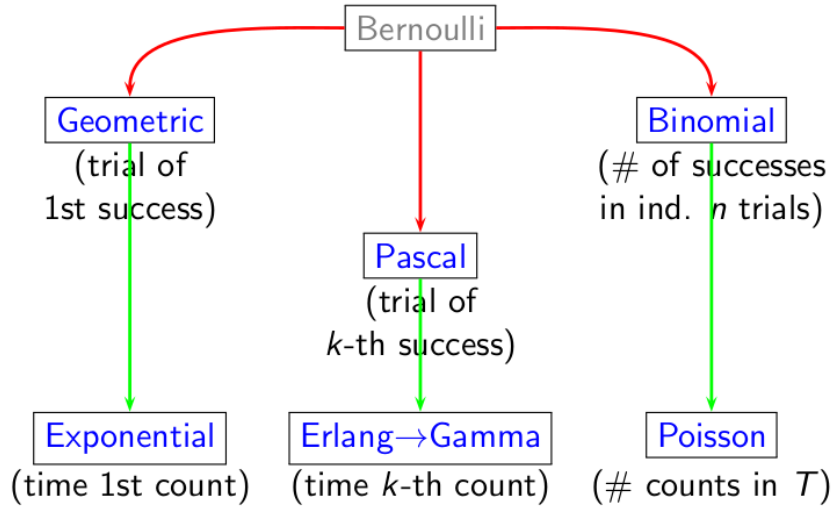 Bernoulli
Geometric
(trial of
1st success)
Binomial
(# of successes
in ind. n trials)
Pascal
(trial of
k-th success)
Exponential
(time 1st count)
Erlang→Gamma
(time k-th count)
Poisson
(# counts in T)